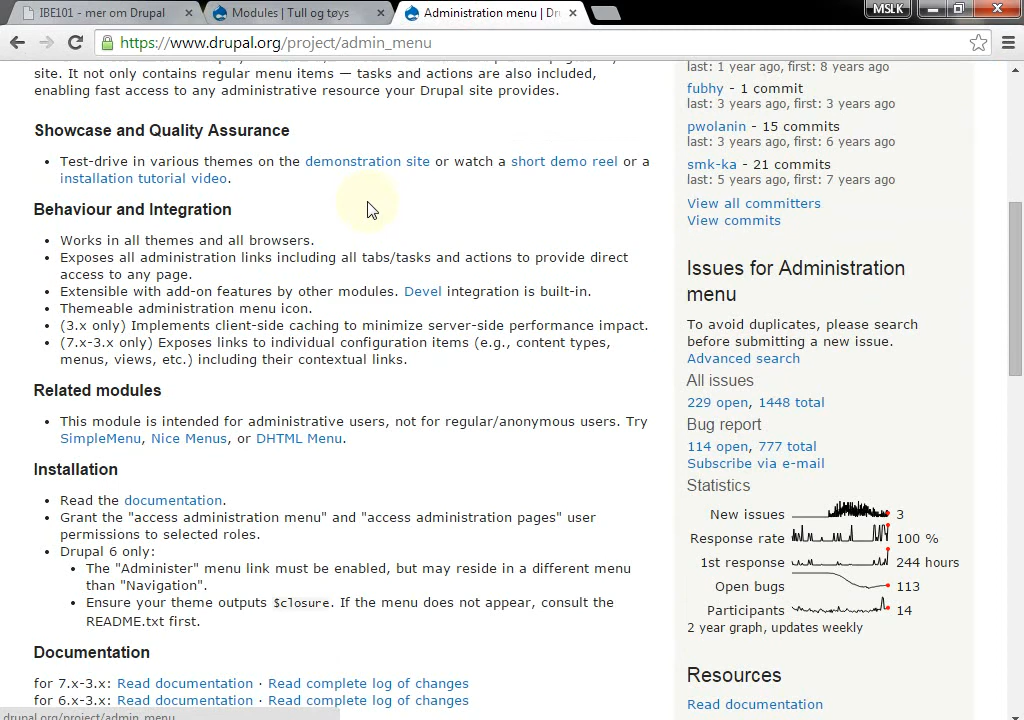 IBE101 - mer om Drupal
Modules | Tull og tøys
Administration menu | Dr
MSLK
https://www.drupal.org/project/admin_menu
site. It not only contains regular menu items — tasks and actions are also included,
enabling fast access to any administrative resource your Drupal site provides.
Showcase and Quality Assurance
• Test-drive in various themes on the demonstration site or watch a short demo reel or a
installation tutorial video.
Behaviour and Integration
• Works in all themes and all browsers.
• Exposes all administration links including all tabs/tasks and actions to provide direct
access to any page.
• Extensible with add-on features by other modules. Devel integration is built-in.
• Themeable administration menu icon.
• (3.x only) Implements client-side caching to minimize server-side performance impact.
• (7.x-3.x only) Exposes links to individual configuration items (e.g., content types,
menus, views, etc.) including their contextual links.
Related modules
• This module is intended for administrative users, not for regular/anonymous users. Try
SimpleMenu, Nice Menus, or DHTML Menu.
Installation
• Read the documentation.
• Grant the "access administration menu" and "access administration pages" user
permissions to selected roles.
• Drupal 6 only:
• The "Administer" menu link must be enabled, but may reside in a different menu
than "Navigation".
• Ensure your theme outputs $closure. If the menu does not appear, consult the
README.txt first.
Documentation
for 7.x-3.x: Read documentation · Read complete log of changes
for 6.x-3.x: Read documentation · Read complete log of changes
drupal.org/project/admin_menu
last: 1 year ago, first: 8 years ago
fubhy - 1 commit
last: 3 years ago, first: 3 years ago
pwolanin - 15 commits
last: 3 years ago, first: 6 years ago
smk-ka - 21 commits
last: 5 years ago, first: 7 years ago
View all committers
View commits
Issues for Administration
menu
To avoid duplicates, please search
before submitting a new issue.
Advanced search
All issues
229 open, 1448 total
Bug report
114 open, 777 total
Subscribe via e-mail
Statistics
New issues 3
Response rate 100 %
1st response 244 hours
Open bugs 113
Participants 14
2 year graph, updates weekly
Resources
Read documentation